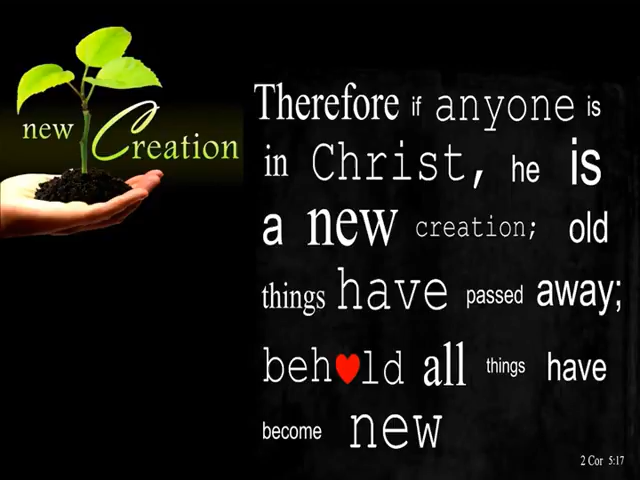 new Creation
Therefore if anyone is
in Christ, he is
a new creation; old
things have passed away;
behold all things have
become new
2 Cor 5:17